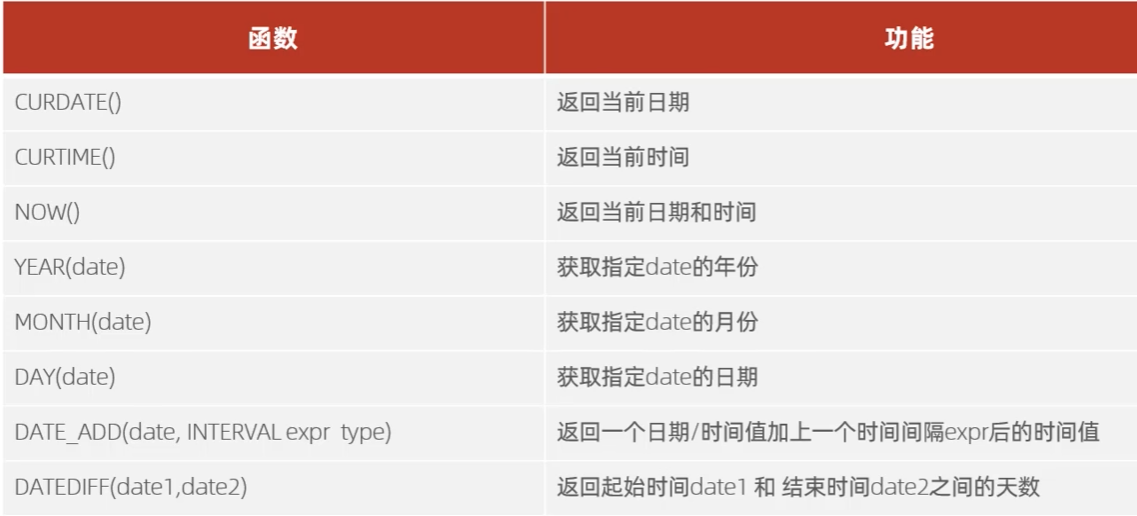 函数 功能
CURDATE() 返回当前日期
CURTIME() 返回当前时间
NOW() 返回当前日期和时间
YEAR(date) 获取指定date的年份
MONTH(date) 获取指定date的月份
DAY(date) 获取指定date的日期
DATE_ADD(date, INTERVAL expr type) 返回一个日期/时间值加上一个时间间隔expr后的时间值
DATEDIFF(date1,date2) 返回起始时间date1 和 结束时间date2之间的天数